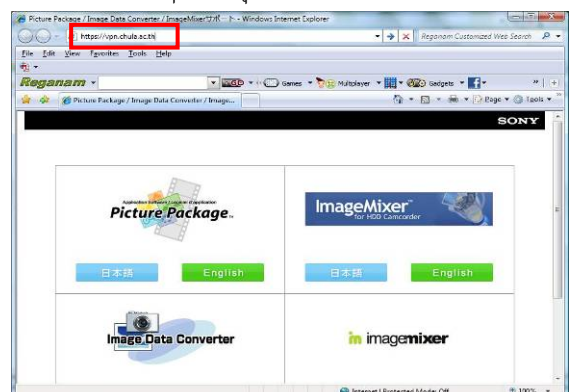 Picture Package / Image Data Converter / ImageMixerサポート - Windows Internet Explorer
https://vpn.chula.ac.th
Reganam Customized Web Search
File Edit View Favorites Tools Help
Reganam
Games Multiplayer Gadgets
Picture Package / Image Data Converter / Image...
Page Tools
SONY
Picture Package
ImageMixer
for HDD Camcorder
日本語 English
日本語 English
Image Data Converter
in imagemixer
Internet | Protected Mode: Off
100%